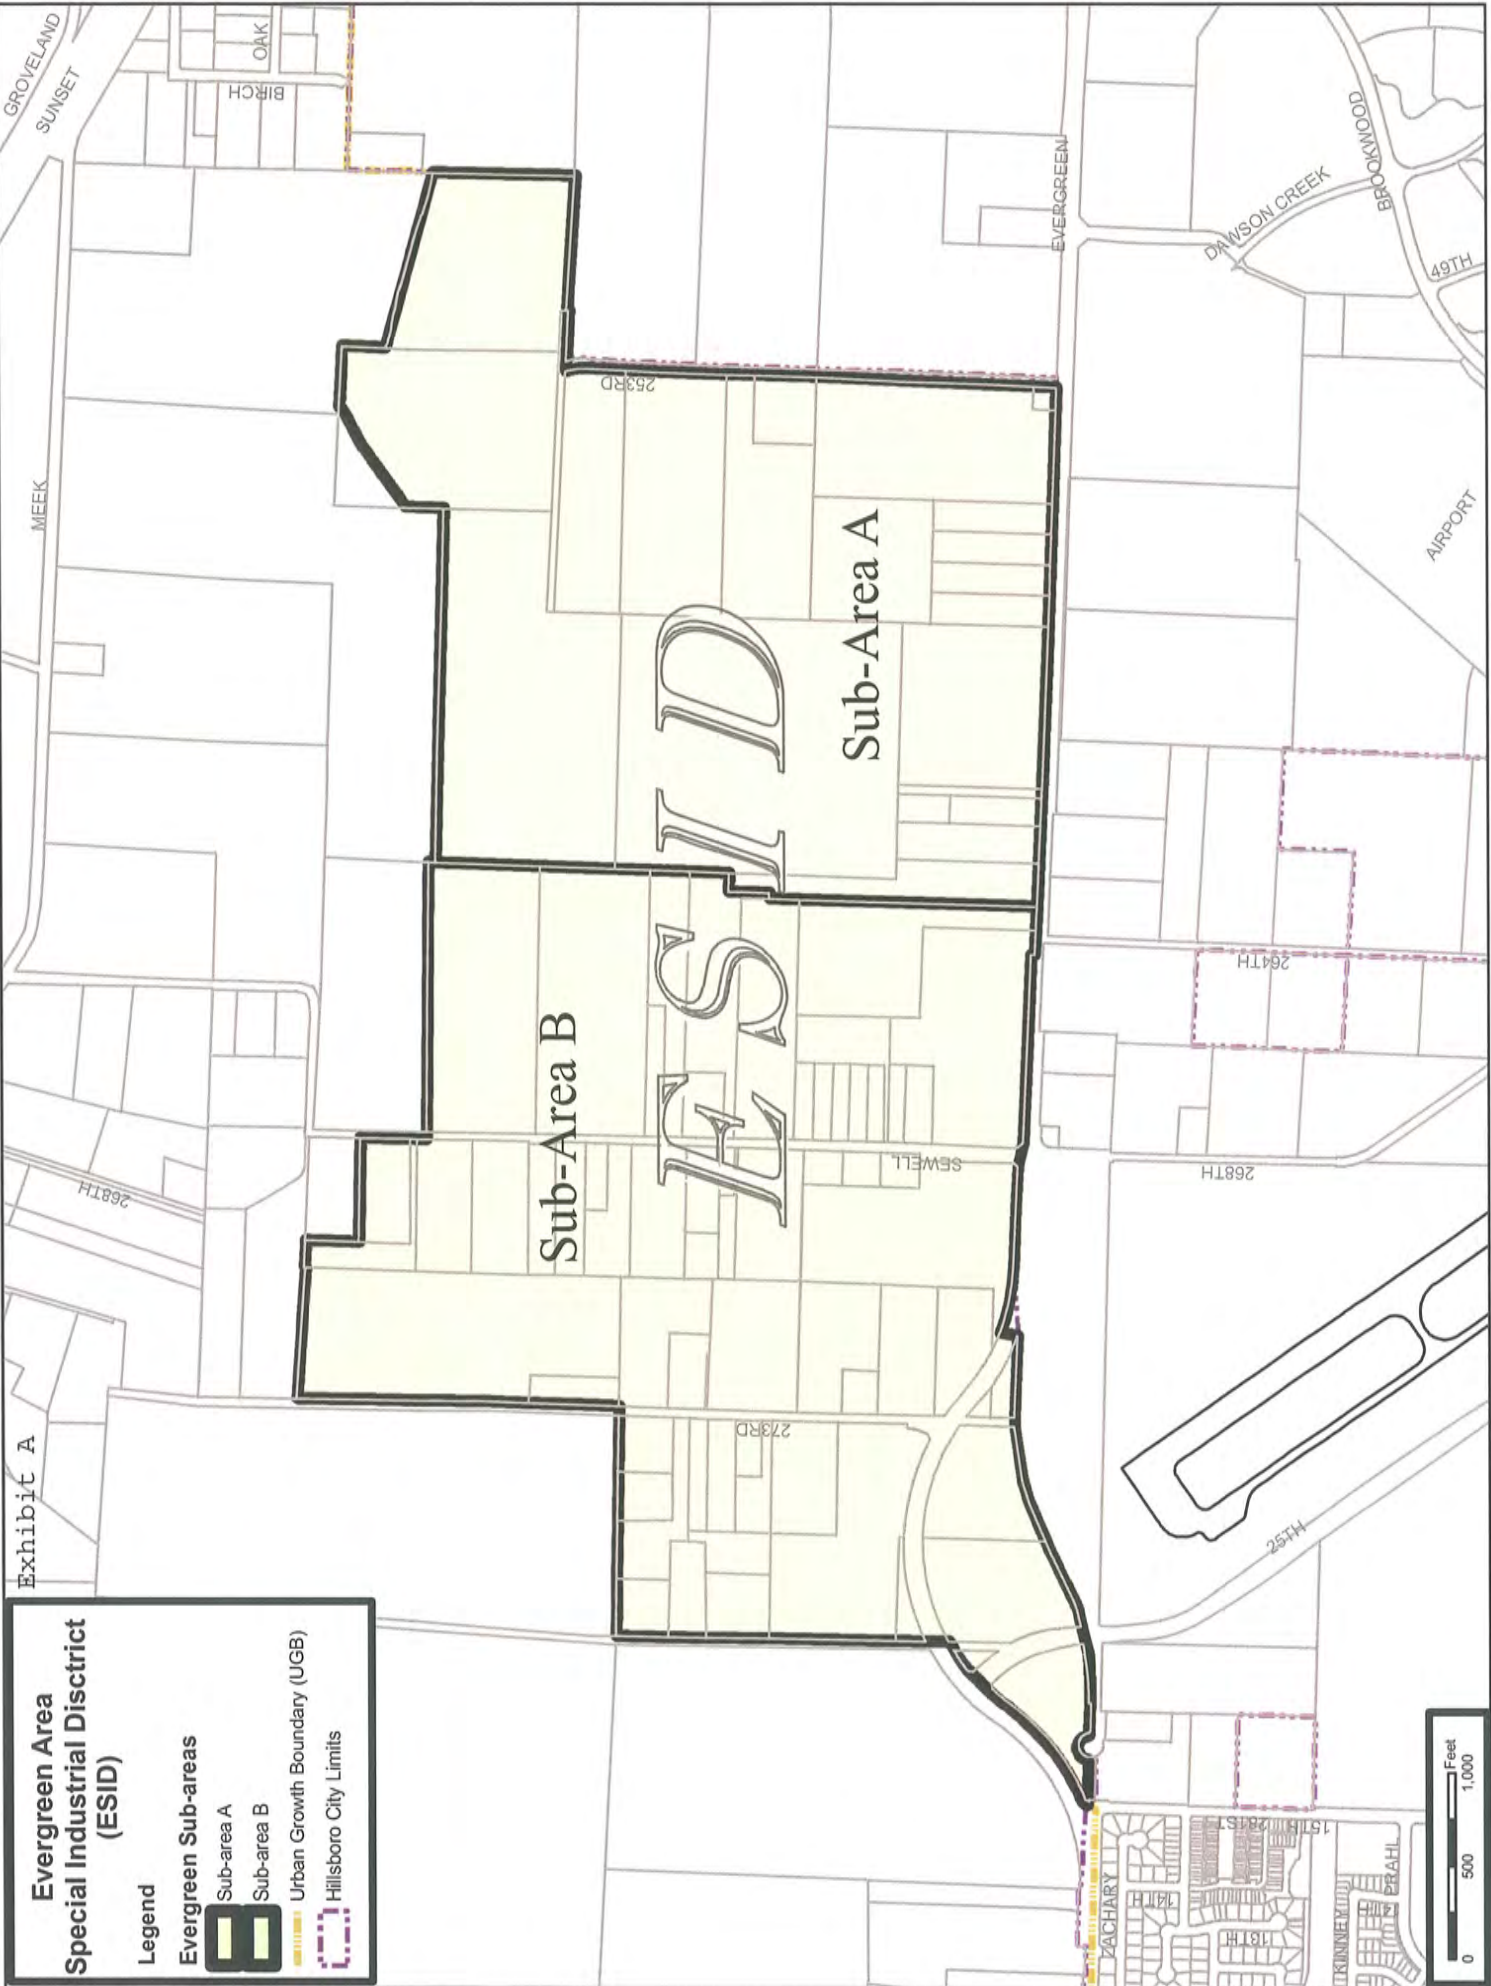 Exhibit A
Evergreen Area
Special Industrial Disctrict
(ESID)
Legend
Evergreen Sub-areas
Sub-area A
Sub-area B
Urban Growth Boundary (UGB)
Hillsboro City Limits
GROVELAND
SUNSET
OAK
BIRCH
MEEK
268TH
253RD
EVERGREEN
DAWSON CREEK
BROOKWOOD
49TH
AIRPORT
E S I D
Sub-Area A
Sub-Area B
SEWELL
273RD
264TH
268TH
25TH
ZACHARY
14TH
13TH
281ST
15TH
KINNEY
14TH
PRAHL
0 500 1,000
Feet